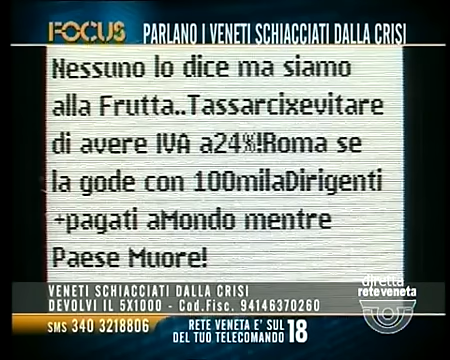 FOCUS PARLANO I VENETI SCHIACCIATI DALLA CRISI
Nessuno lo dice ma siamo
alla Frutta..Tassarcixevitare
di avere IVA a24%!Roma se
la gode con 100milaDirigenti
+pagati aMondo mentre
Paese Muore!
diretta
reteveneta
VENETI SCHIACCIATI DALLA CRISI
DEVOLVI IL 5X1000 - Cod.Fisc. 94146370260
SMS 340 3218806
RETE VENETA E' SUL
DEL TUO TELECOMANDO 18